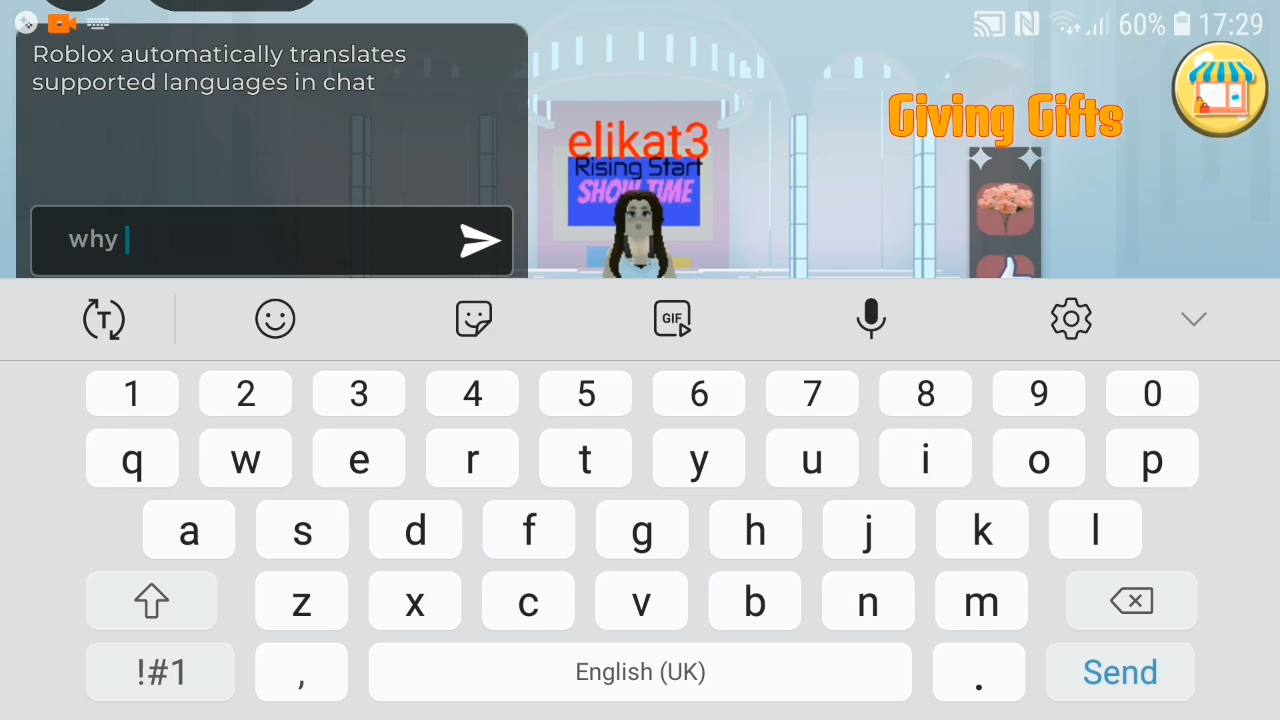 60% 17:29
Roblox automatically translates
supported languages in chat
why
Giving Gifts
elikat3
Rising Start
SHOW TIME
T
GIF
1 2 3 4 5 6 7 8 9 0
q w e r t y u i o p
a s d f g h j k l
z x c v b n m
!#1 , English (UK) . Send